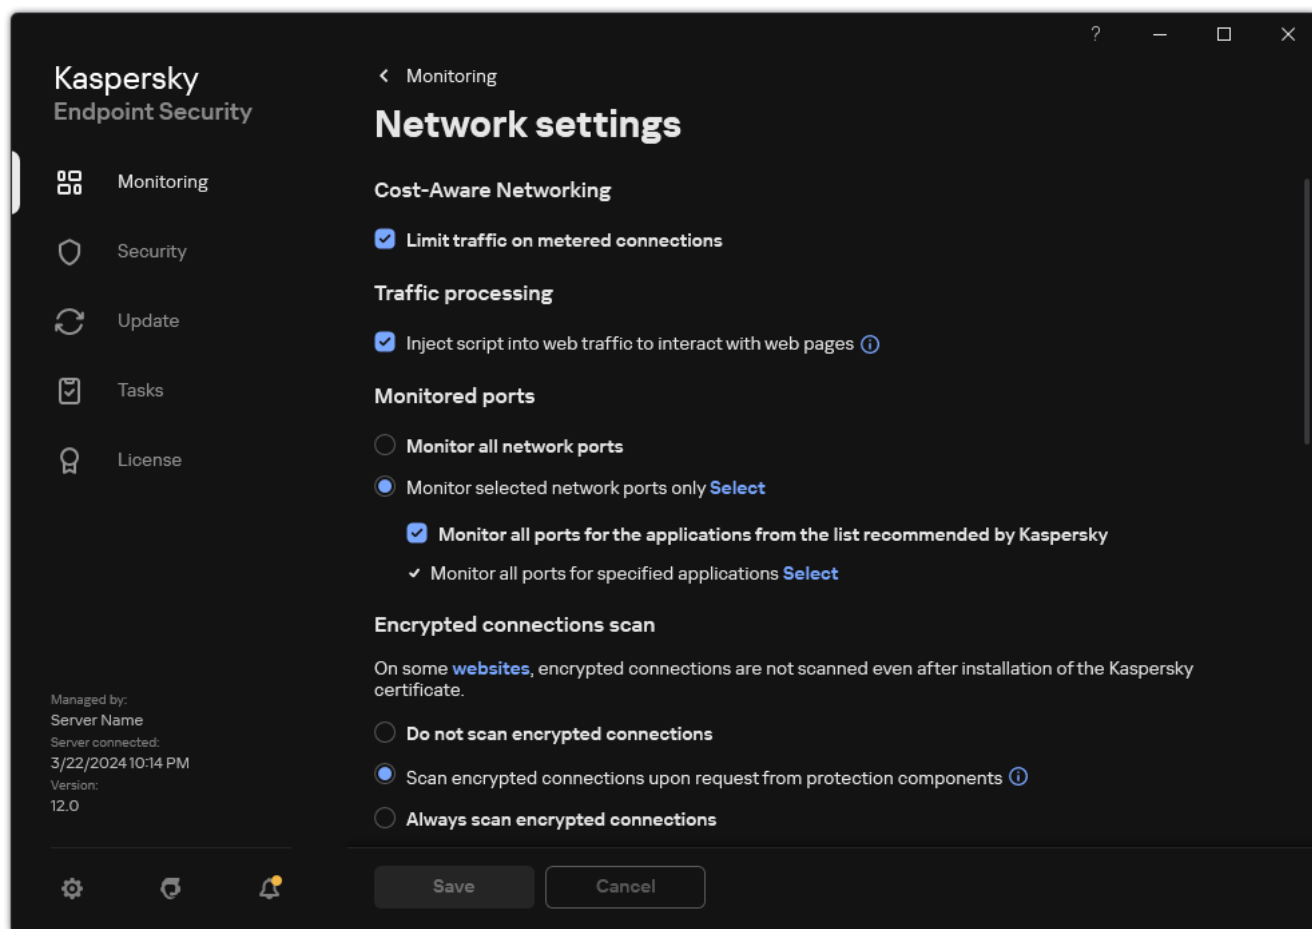 ?
Kaspersky
Endpoint Security
Monitoring
Security
Update
Tasks
License
Managed by:
Server Name
Server connected:
3/22/2024 10:14 PM
Version:
12.0
Monitoring
Network settings
Cost-Aware Networking
Limit traffic on metered connections
Traffic processing
Inject script into web traffic to interact with web pages
Monitored ports
Monitor all network ports
Monitor selected network ports only Select
Monitor all ports for the applications from the list recommended by Kaspersky
Monitor all ports for specified applications Select
Encrypted connections scan
On some websites, encrypted connections are not scanned even after installation of the Kaspersky
certificate.
Do not scan encrypted connections
Scan encrypted connections upon request from protection components
Always scan encrypted connections
Save
Cancel